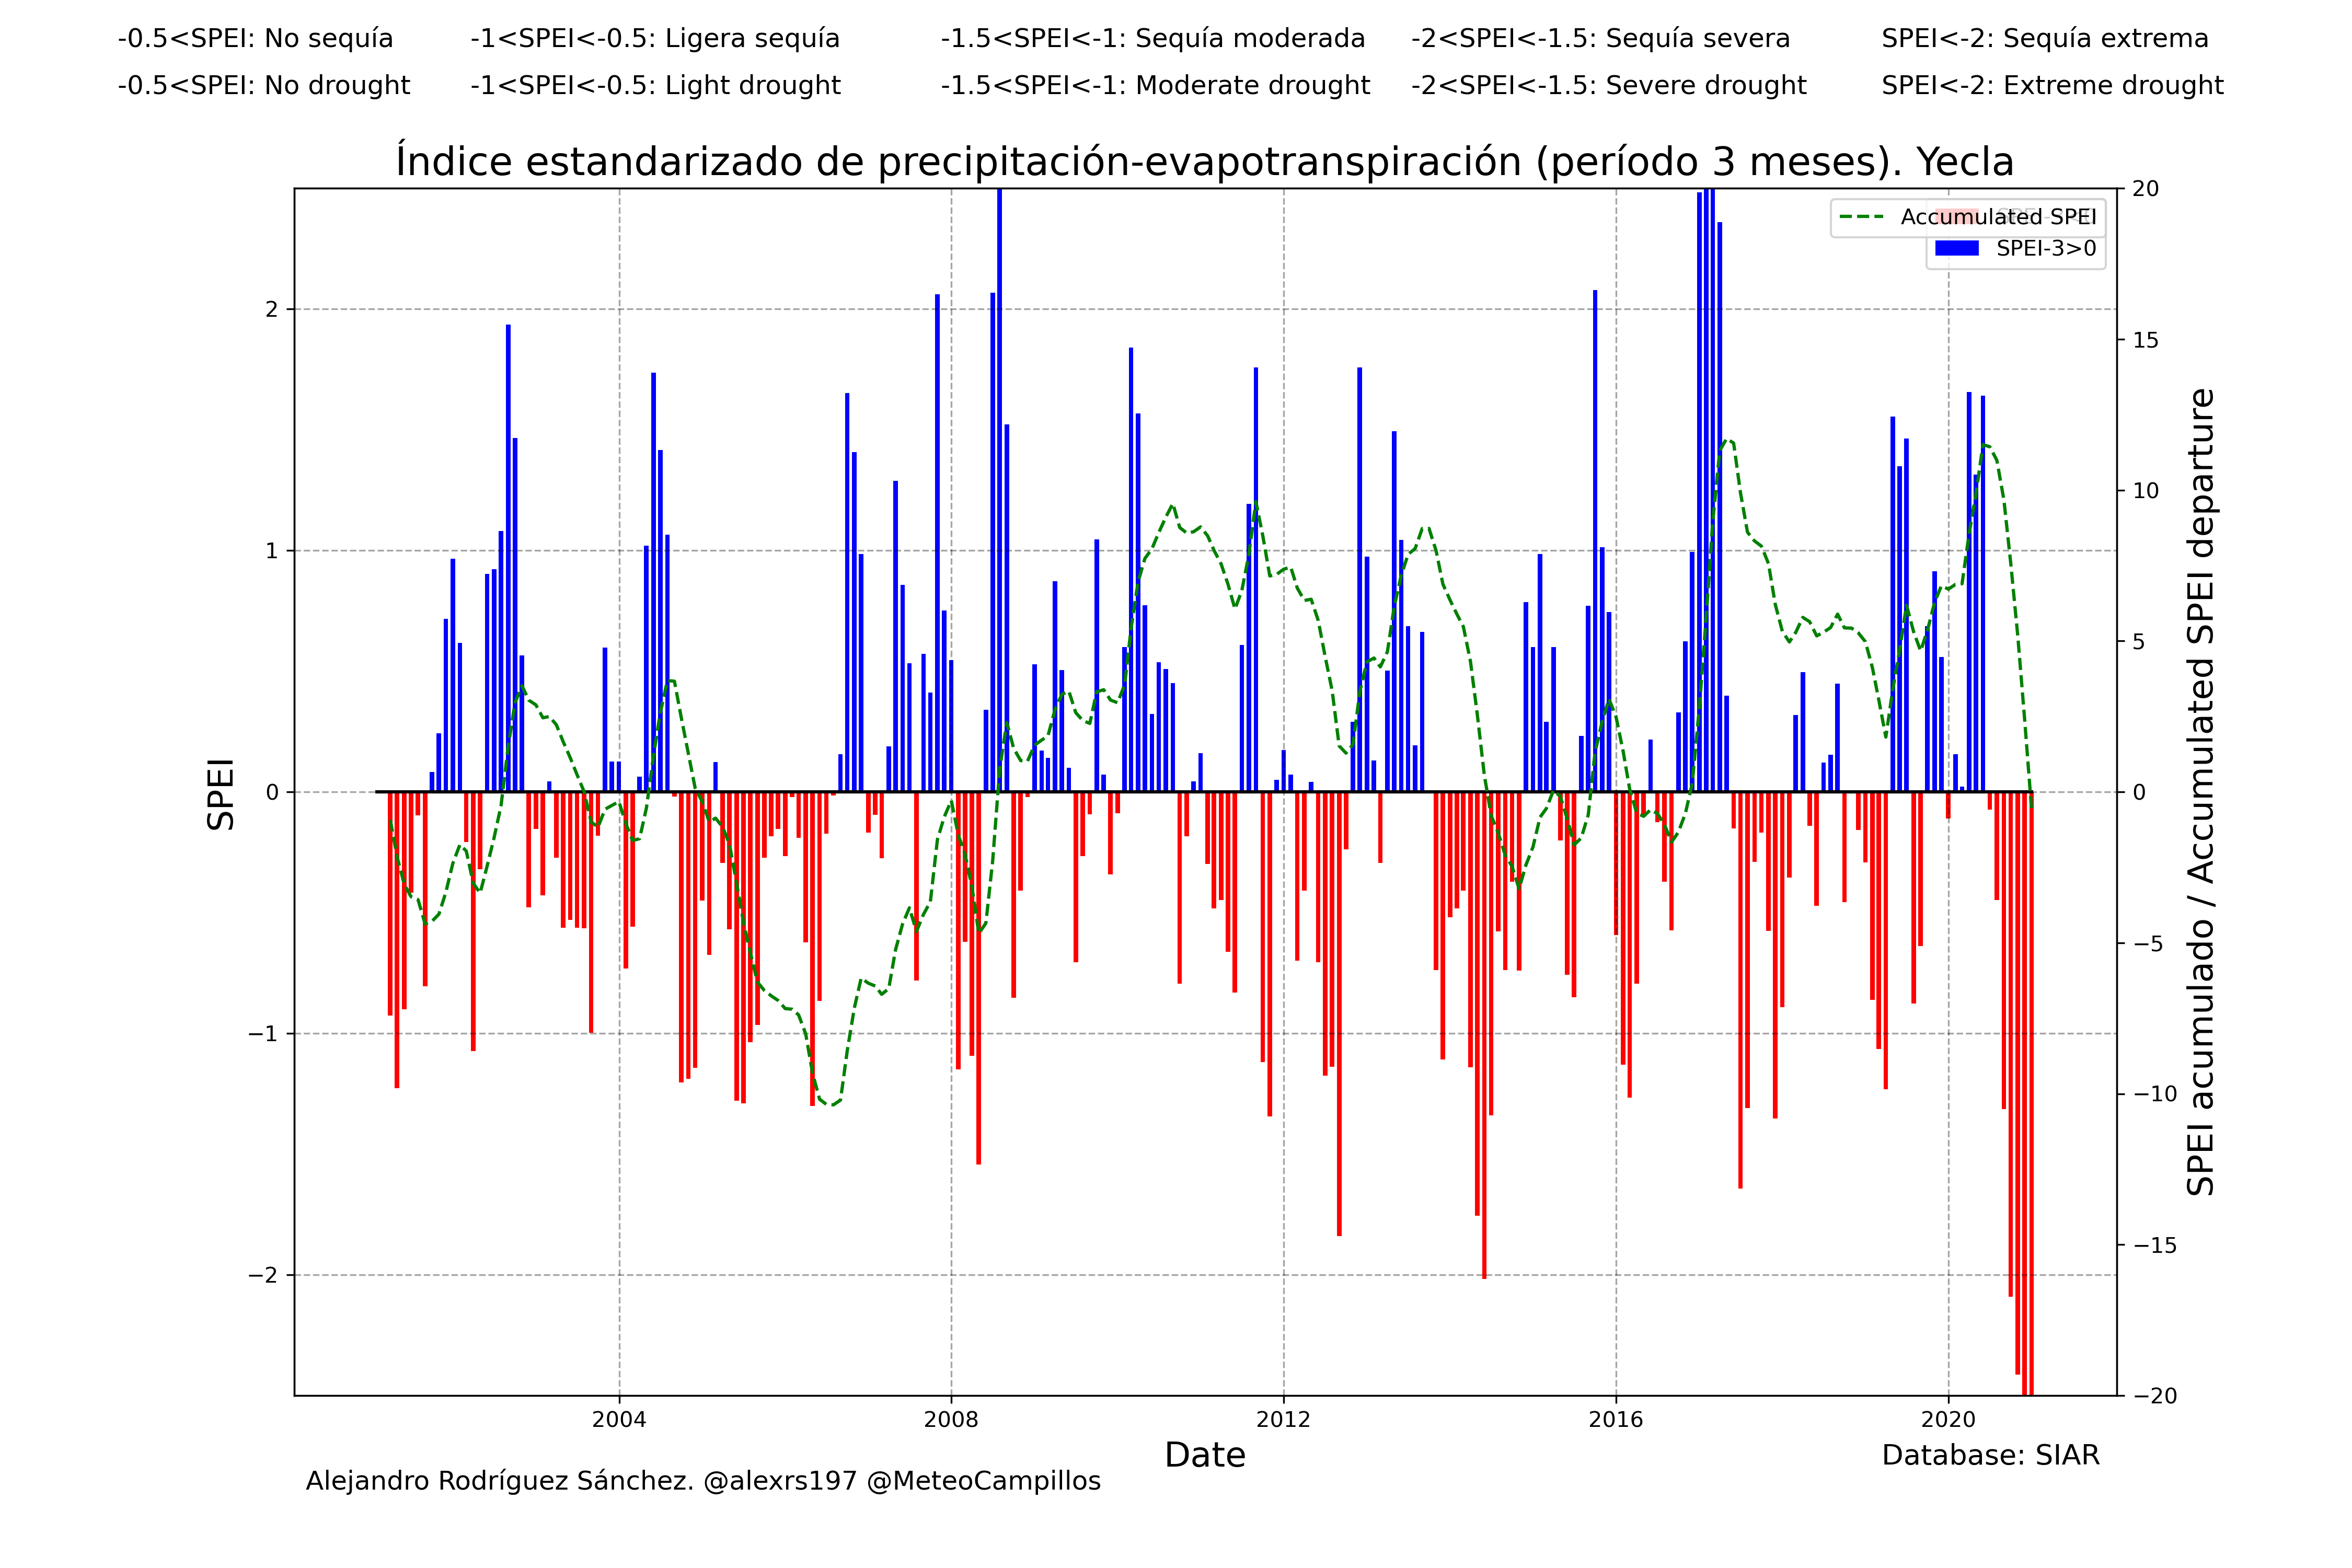 -0.5<SPEI: No sequía -1<SPEI<-0.5: Ligera sequía -1.5<SPEI<-1: Sequía moderada -2<SPEI<-1.5: Sequía severa SPEI<-2: Sequía extrema
-0.5<SPEI: No drought -1<SPEI<-0.5: Light drought -1.5<SPEI<-1: Moderate drought -2<SPEI<-1.5: Severe drought SPEI<-2: Extreme drought
Índice estandarizado de precipitación-evapotranspiración (período 3 meses). Yecla
Accumulated SPEI
SPEI-3>0
SPEI
2
1
0
−1
−2
20
15
10
5
0
−5
−10
−15
−20
SPEI acumulado / Accumulated SPEI departure
2004 2008 2012 2016 2020
Date
Database: SIAR
Alejandro Rodríguez Sánchez. @alexrs197 @MeteoCampillos